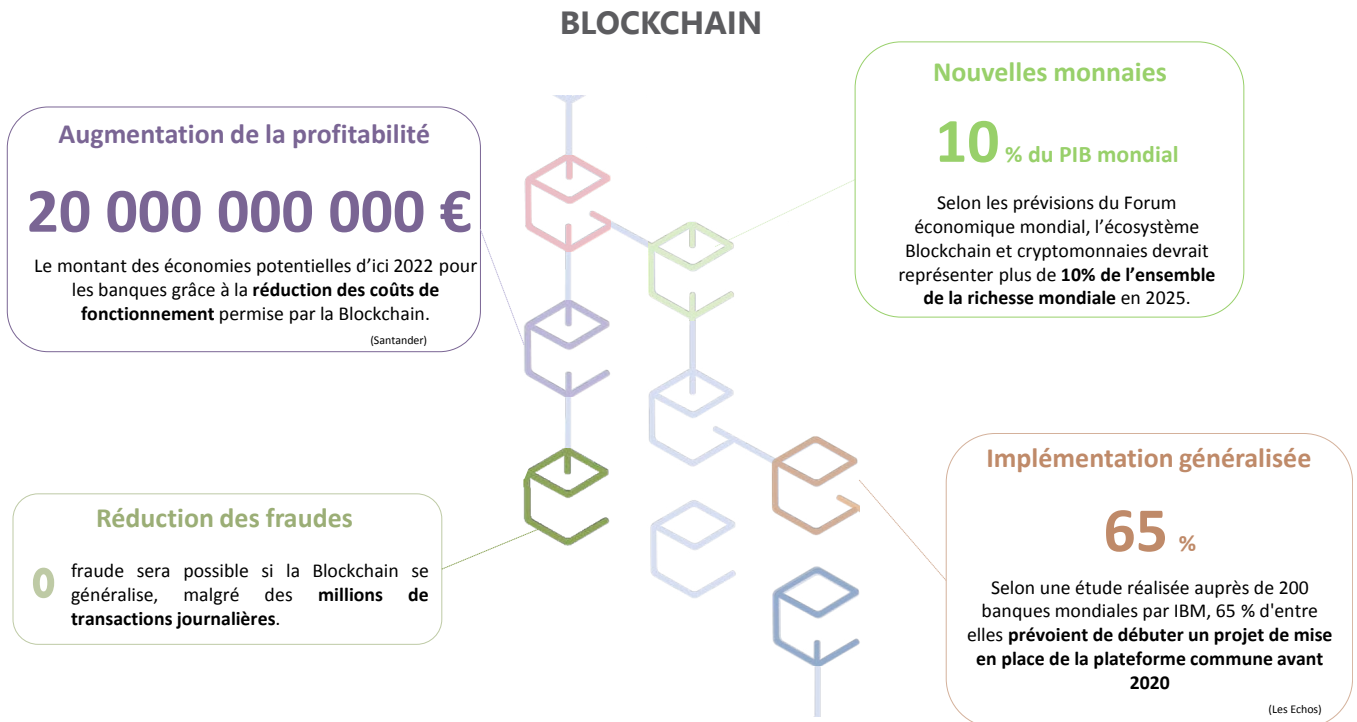 BLOCKCHAIN
Augmentation de la profitabilité
20 000 000 000 €
Le montant des économies potentielles d’ici 2022 pour
les banques grâce à la réduction des coûts de
fonctionnement permise par la Blockchain.
(Santander)
Nouvelles monnaies
10 % du PIB mondial
Selon les prévisions du Forum
économique mondial, l’écosystème
Blockchain et cryptomonnaies devrait
représenter plus de 10% de l’ensemble
de la richesse mondiale en 2025.
Réduction des fraudes
0 fraude sera possible si la Blockchain se
généralise, malgré des millions de
transactions journalières.
Implémentation généralisée
65 %
Selon une étude réalisée auprès de 200
banques mondiales par IBM, 65 % d'entre
elles prévoient de débuter un projet de mise
en place de la plateforme commune avant
2020
(Les Echos)